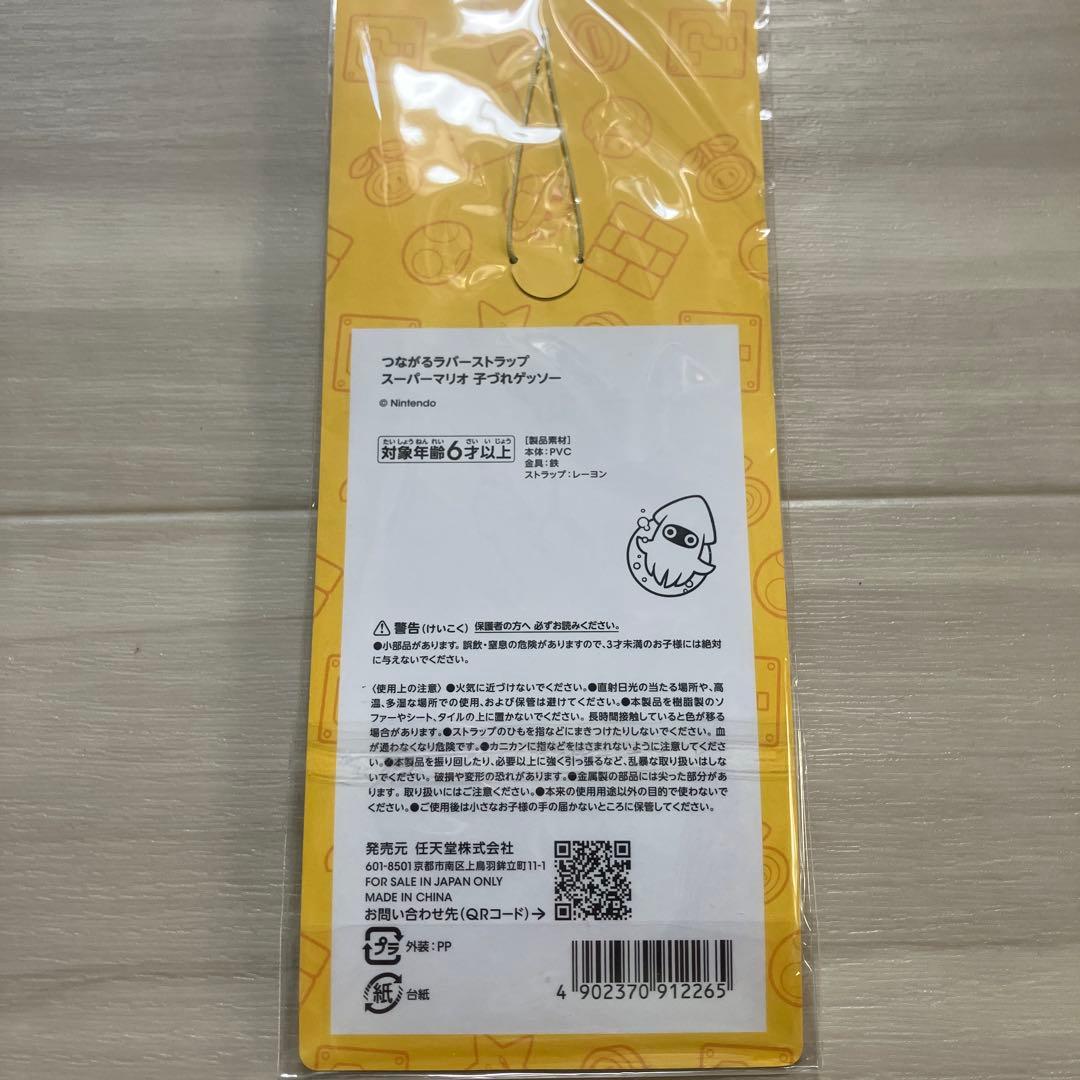 つながるラバーストラップ
スーパーマリオ 子づれゲッソー
© Nintendo
たいしょうねんれい さいいじょう
対象年齢6才以上
[製品素材]
本体:PVC
金具:鉄
ストラップ:レーヨン
⚠警告(けいこく) 保護者の方へ 必ずお読みください。
●小部品があります。誤飲・窒息の危険がありますので、3才未満のお子様には絶対
に与えないでください。
〈使用上の注意〉●火気に近づけないでください。●直射日光の当たる場所や、高
温、多湿な場所での使用、および保管は避けてください。●本製品を樹脂製のソ
ファーやシート、タイルの上に置かないでください。長時間接触していると色が移る
場合があります。●ストラップのひもを指などにまきつけたりしないでください。血
が通わなくなり危険です。●カニカンに指などをはさまれないように注意してくださ
い。●本製品を振り回したり、必要以上に強く引っ張るなど、乱暴な取り扱いはしな
いでください。破損や変形の恐れがあります。●金属製の部品には尖った部分があ
ります。取り扱いにはご注意ください。●本来の使用用途以外の目的で使わないで
ください。●ご使用後は小さなお子様の手の届かないところに保管してください。
発売元 任天堂株式会社
601-8501 京都市南区上鳥羽鉾立町11-1
FOR SALE IN JAPAN ONLY
MADE IN CHINA
お問い合わせ先(QRコード)→
プラ 外装:PP
紙 台紙
4 902370 912265